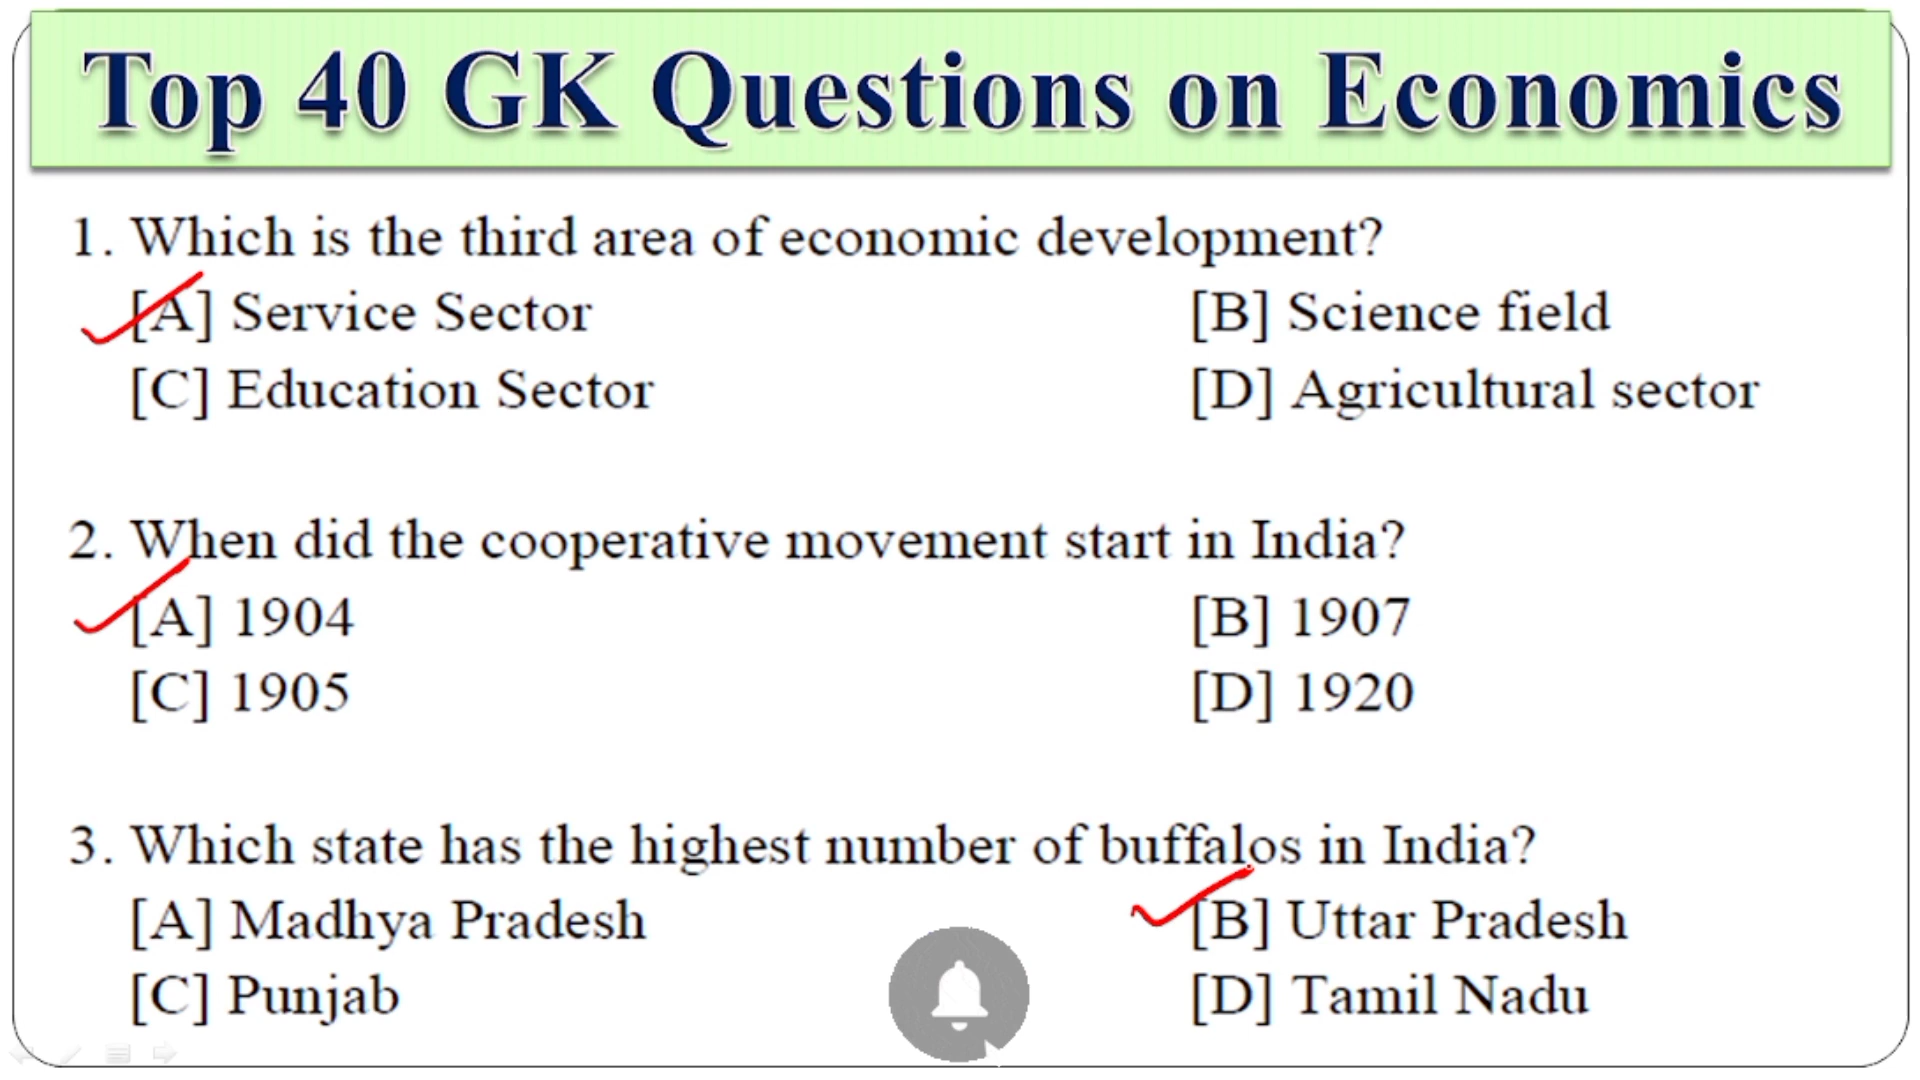 Top 40 GK Questions on Economics
1. Which is the third area of economic development?
[A] Service Sector [B] Science field
[C] Education Sector [D] Agricultural sector
2. When did the cooperative movement start in India?
[A] 1904 [B] 1907
[C] 1905 [D] 1920
3. Which state has the highest number of buffalos in India?
[A] Madhya Pradesh [B] Uttar Pradesh
[C] Punjab [D] Tamil Nadu